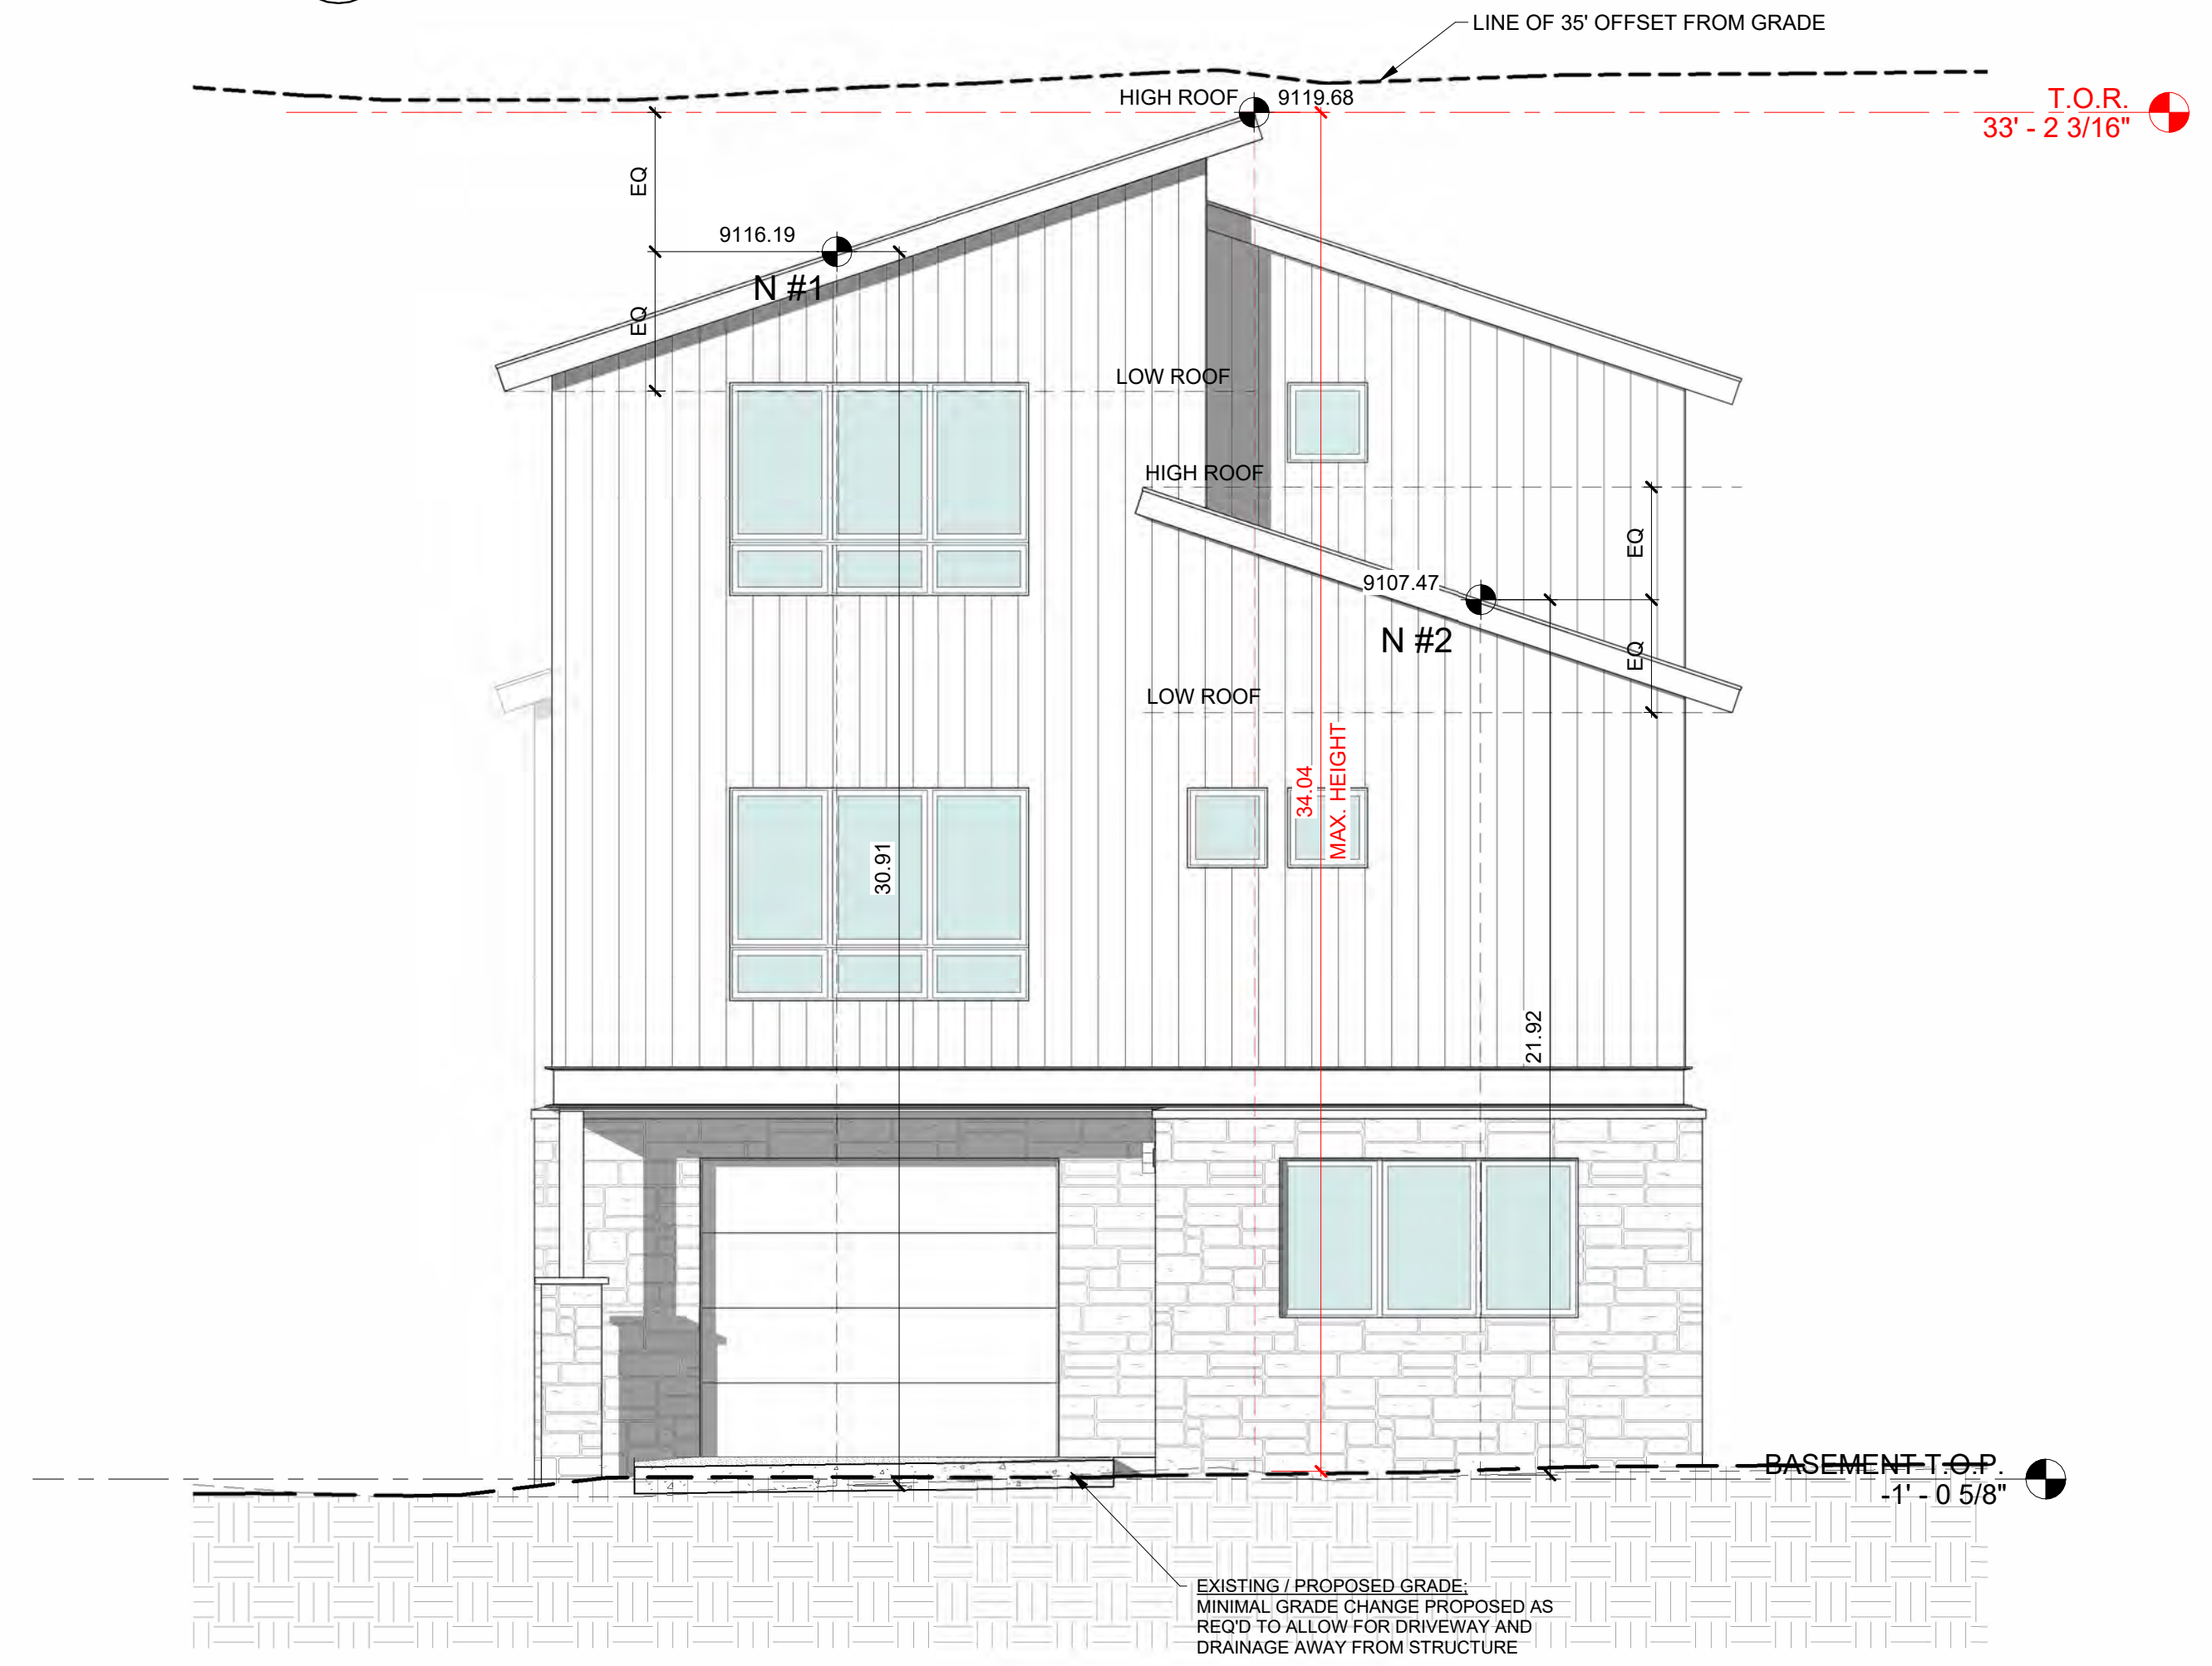 LINE OF 35' OFFSET FROM GRADE
HIGH ROOF
9119.68
T.O.R.
33' - 2 3/16"
EQ
9116.19
N #1
EQ
LOW ROOF
HIGH ROOF
EQ
9107.47
N #2
EQ
LOW ROOF
34.04
MAX. HEIGHT
30.91
21.92
BASEMENT T.O.P.
-1' - 0 5/8"
EXISTING / PROPOSED GRADE;
MINIMAL GRADE CHANGE PROPOSED AS
REQ'D TO ALLOW FOR DRIVEWAY AND
DRAINAGE AWAY FROM STRUCTURE